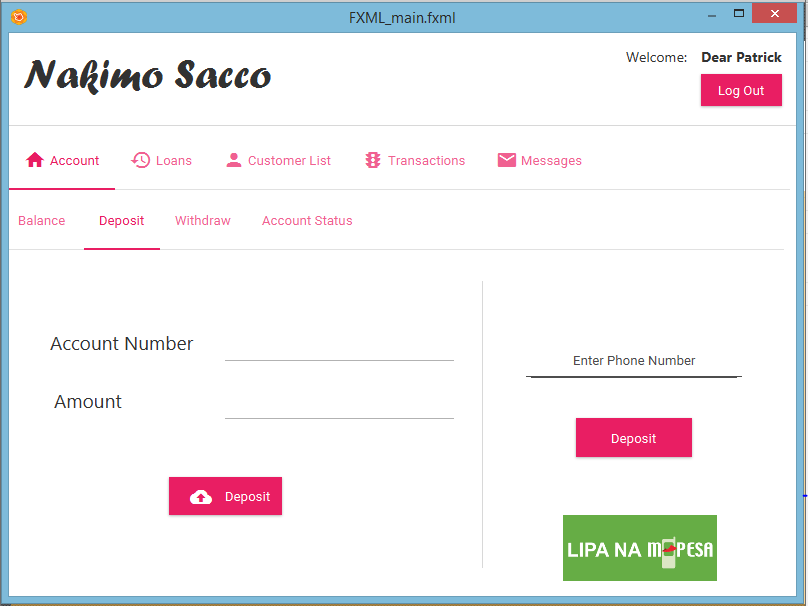 FXML_main.fxml
Nakimo Sacco
Welcome: Dear Patrick
Log Out
Account Loans Customer List Transactions Messages
Balance Deposit Withdraw Account Status
Account Number
Amount
Deposit
Enter Phone Number
Deposit
LIPA NA M PESA